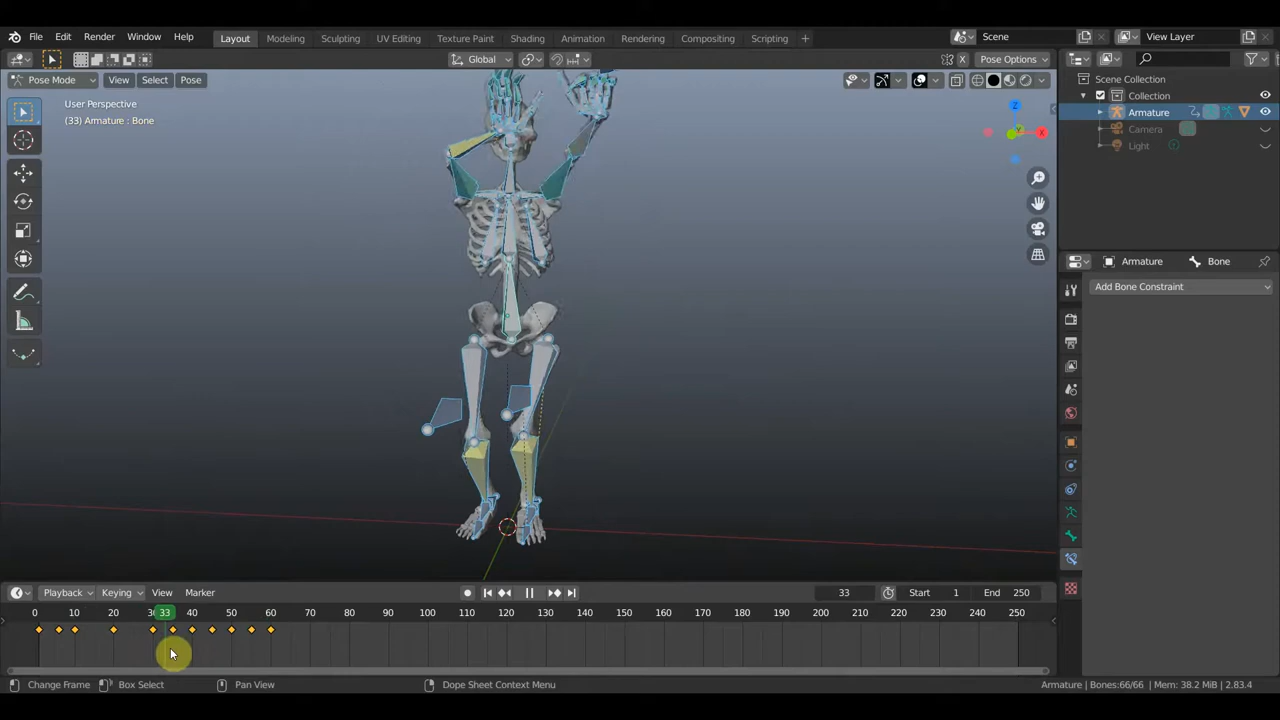 File Edit Render Window Help Layout Modeling Sculpting UV Editing Texture Paint Shading Animation Rendering Compositing Scripting + Scene View Layer
Global X Pose Options
Pose Mode View Select Pose
User Perspective
(33) Armature : Bone
Z
X
Y
Scene Collection
Collection
Armature
Camera
Light
Armature Bone
Add Bone Constraint
Playback Keying View Marker 33 Start 1 End 250
0 10 20 30 33 40 50 60 70 80 90 100 110 120 130 140 150 160 170 180 190 200 210 220 230 240 250
Change Frame Box Select Pan View Dope Sheet Context Menu Armature | Bones:66/66 | Mem: 38.2 MiB | 2.83.4